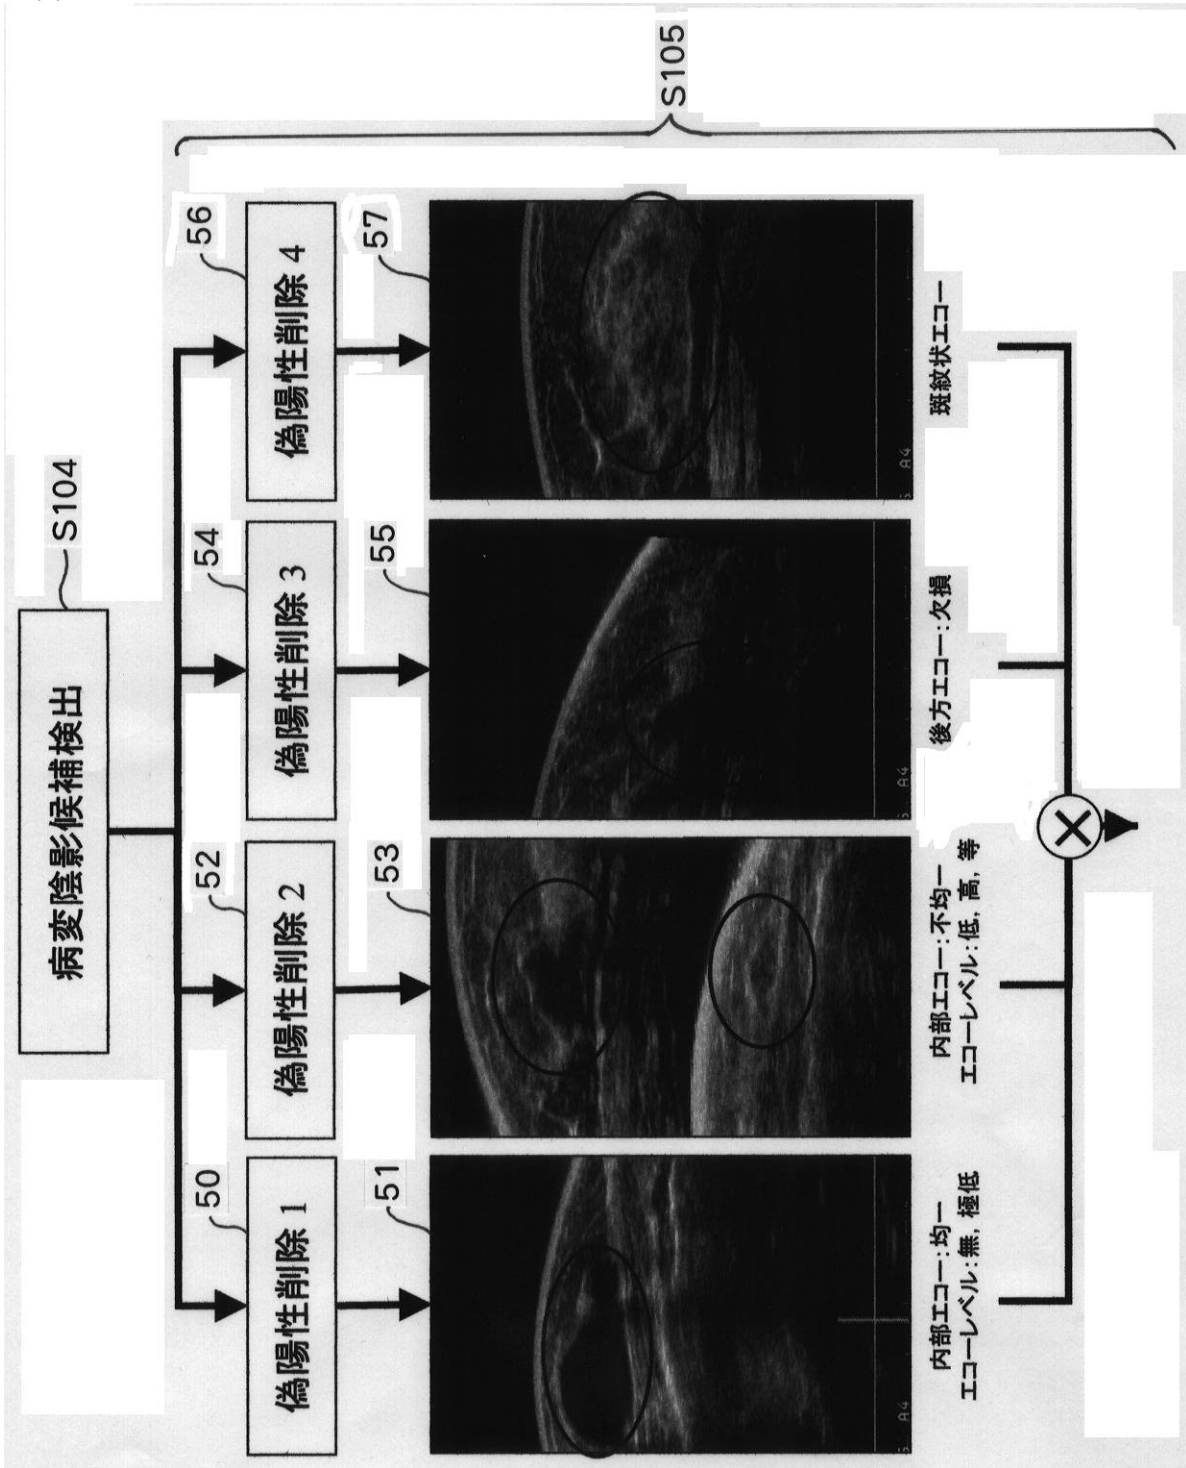 病変陰影候補検出
S104
50
52
54
56
偽陽性削除 1
偽陽性削除 2
偽陽性削除 3
偽陽性削除 4
51
53
55
57
A4
A4
A4
内部エコー:均一
エコーレベル:無, 極低
内部エコー:不均一
エコーレベル:低, 高, 等
後方エコー:欠損
斑紋状エコー
S105